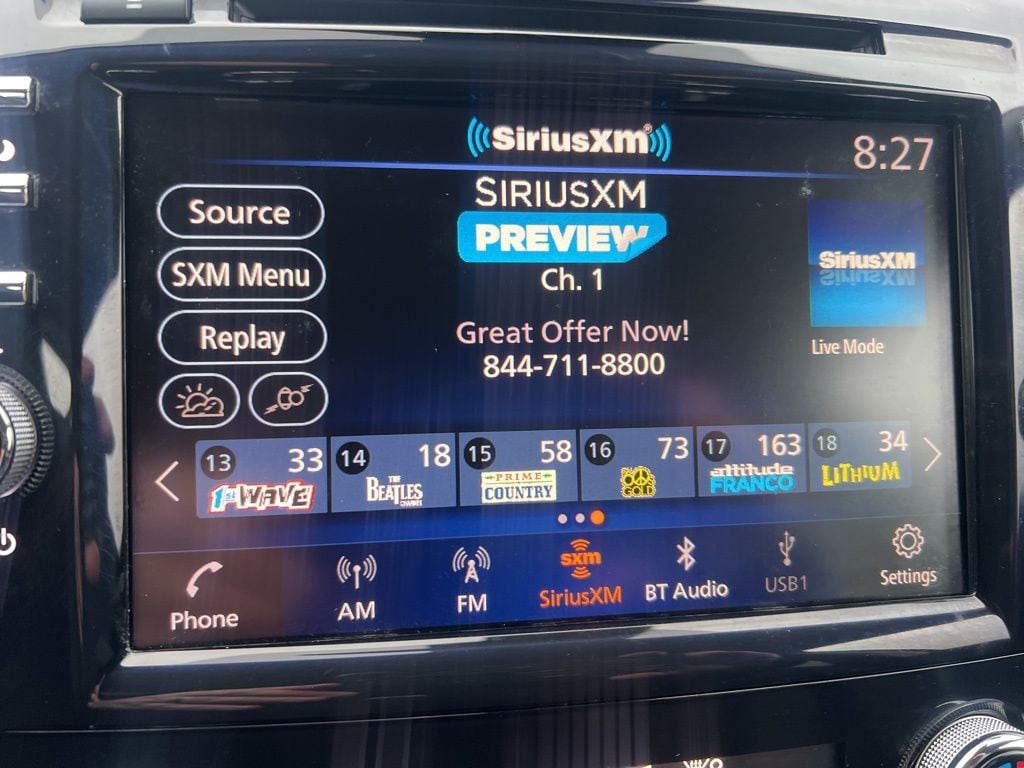 SiriusXM®
8:27
SIRIUSXM
PREVIEW
Ch. 1
Great Offer Now!
844-711-8800
Source
SXM Menu
Replay
SiriusXM
Live Mode
13 33
1st WAVE
14 18
THE BEATLES CHANNEL
15 58
PRIME COUNTRY
16 73
60s GOLD
17 163
attitude FRANCO
18 34
LITHIUM
Phone
AM
FM
sxm
SiriusXM
BT Audio
USB1
Settings